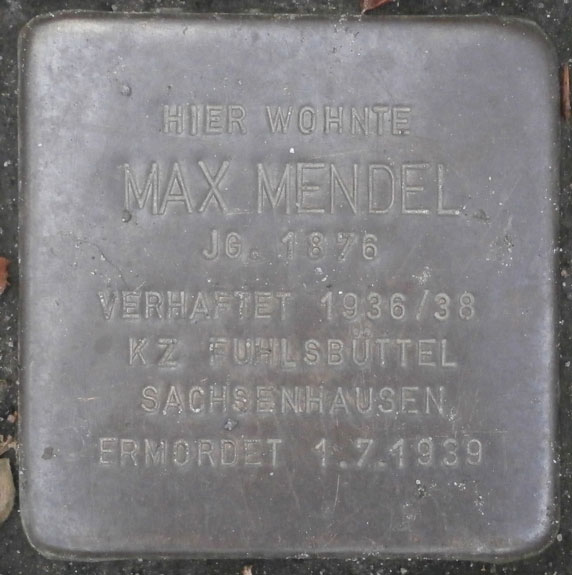 HIER WOHNTE
MAX MENDEL
JG. 1876
VERHAFTET 1936/38
KZ FUHLSBÜTTEL
SACHSENHAUSEN
ERMORDET 1.7.1939